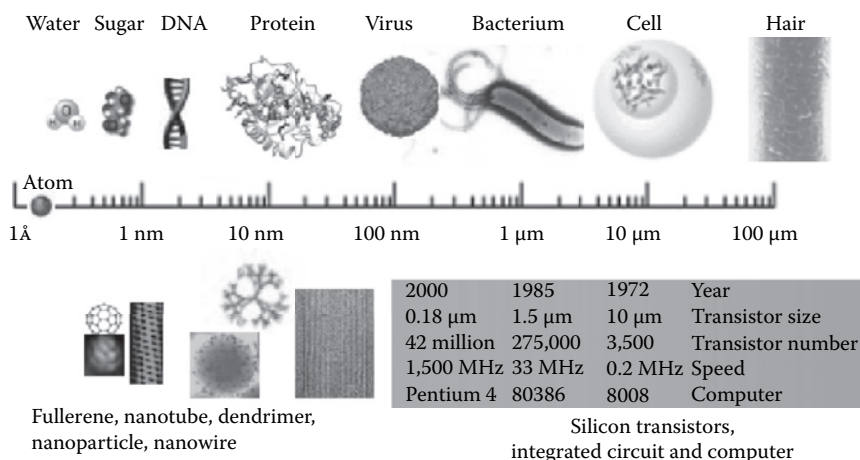 Water Sugar DNA Protein Virus Bacterium Cell Hair
Atom
1Å 1 nm 10 nm 100 nm 1 µm 10 µm 100 µm
2000 1985 1972 Year
0.18 µm 1.5 µm 10 µm Transistor size
42 million 275,000 3,500 Transistor number
1,500 MHz 33 MHz 0.2 MHz Speed
Pentium 4 80386 8008 Computer
Fullerene, nanotube, dendrimer,
nanoparticle, nanowire
Silicon transistors,
integrated circuit and computer